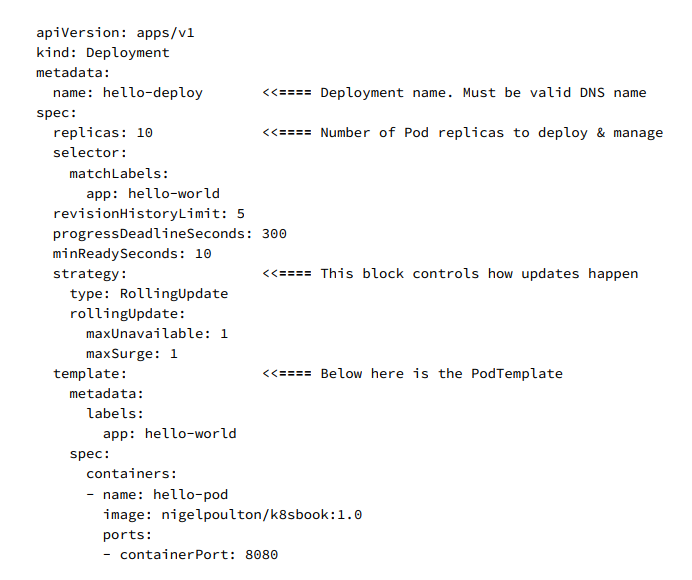 apiVersion: apps/v1
kind: Deployment
metadata:
  name: hello-deploy       <<==== Deployment name. Must be valid DNS name
spec:
  replicas: 10             <<==== Number of Pod replicas to deploy & manage
  selector:
    matchLabels:
      app: hello-world
  revisionHistoryLimit: 5
  progressDeadlineSeconds: 300
  minReadySeconds: 10
  strategy:                <<==== This block controls how updates happen
    type: RollingUpdate
    rollingUpdate:
      maxUnavailable: 1
      maxSurge: 1
  template:                <<==== Below here is the PodTemplate
    metadata:
      labels:
        app: hello-world
    spec:
      containers:
      - name: hello-pod
        image: nigelpoulton/k8sbook:1.0
        ports:
        - containerPort: 8080